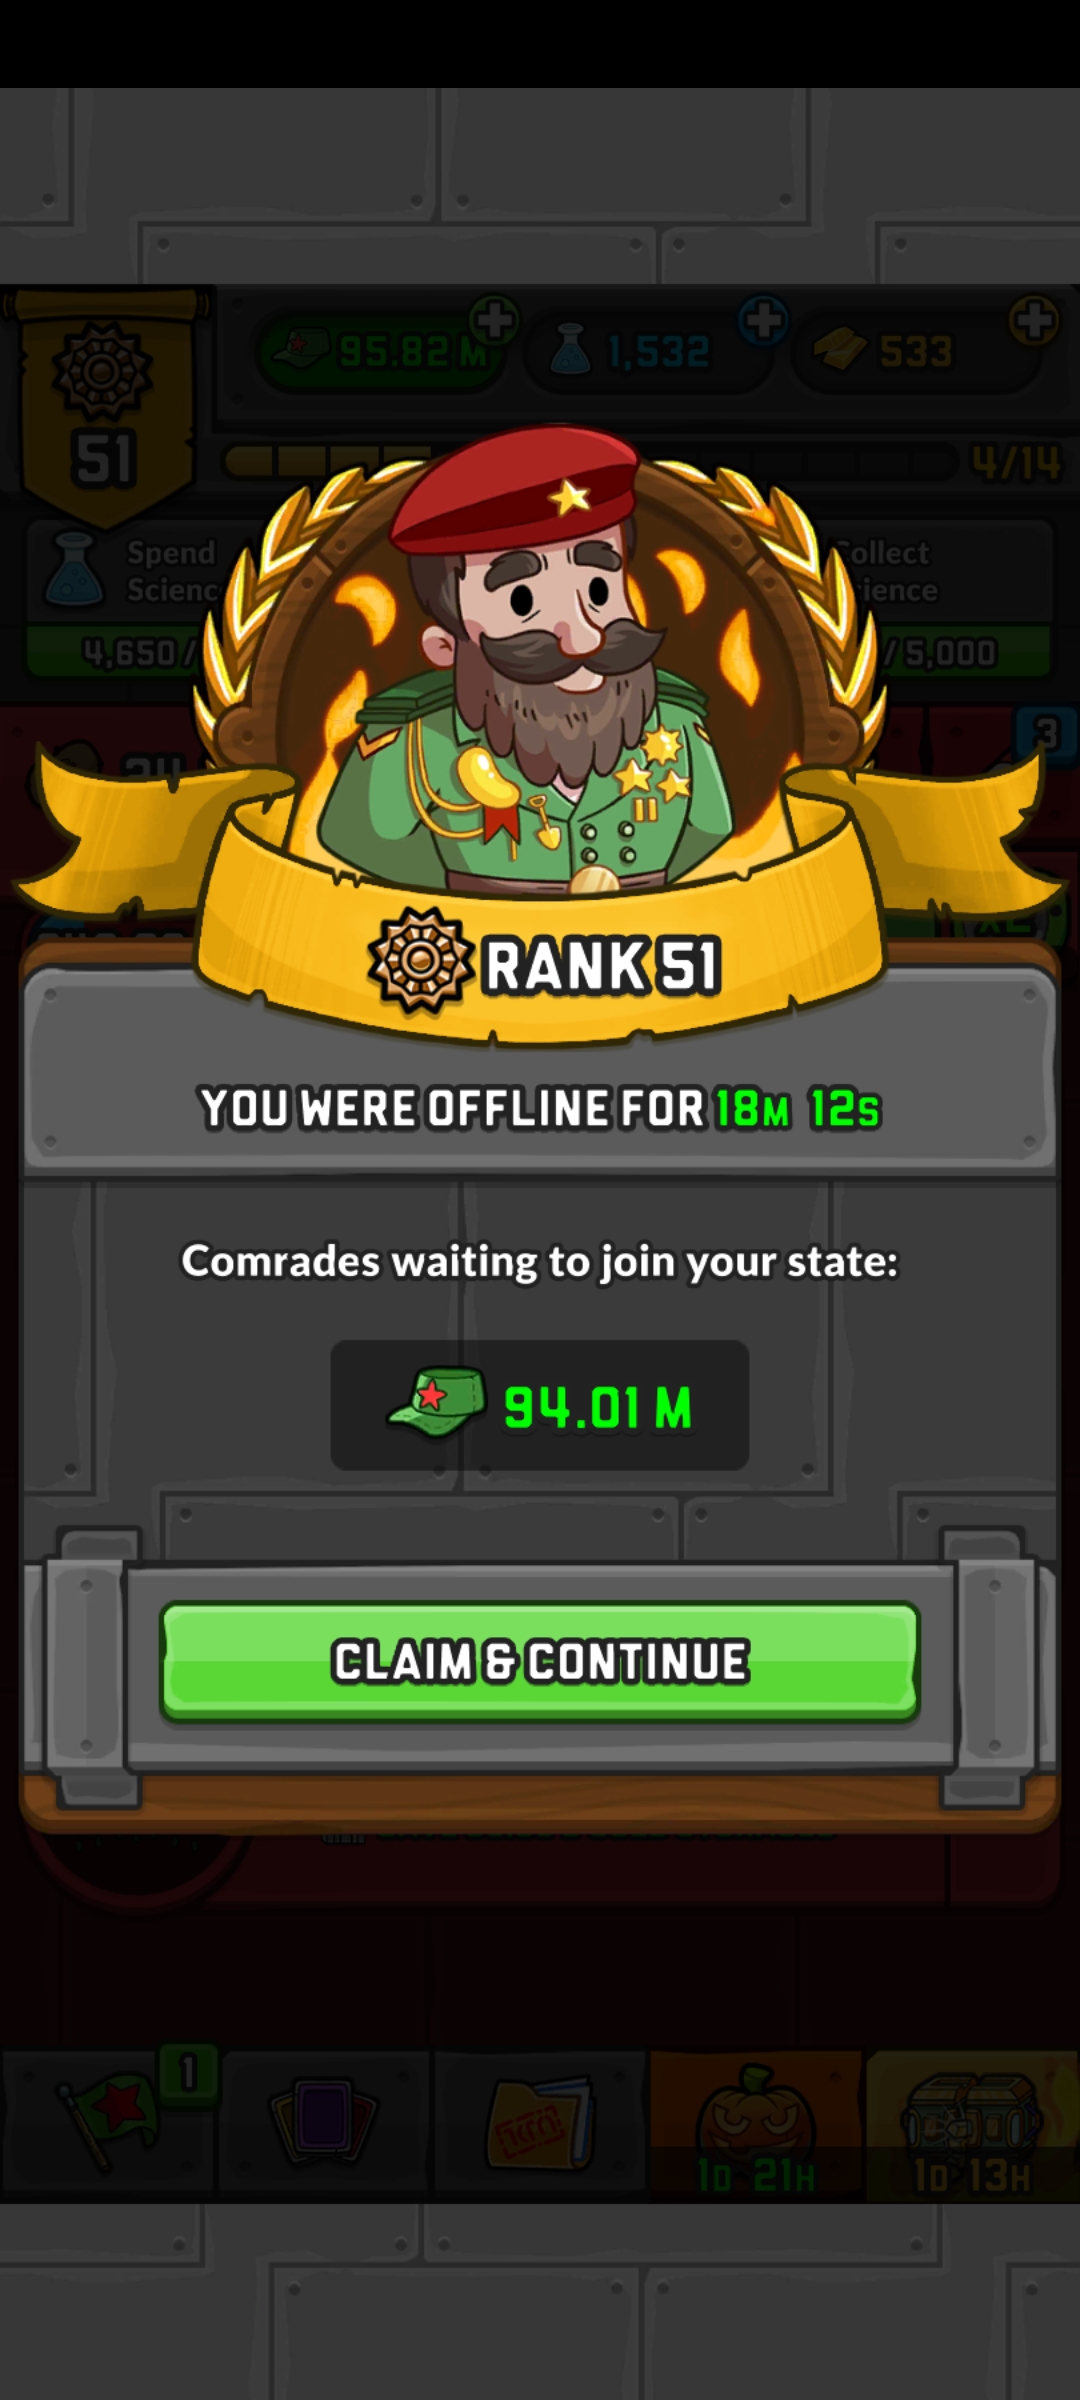 95.82 M
1,532
533
51
4/14
Spend
Scienc
4,650/
Collect
/5,000
3
RANK 51
YOU WERE OFFLINE FOR 18M 12S
Comrades waiting to join your state:
94.01 M
CLAIM & CONTINUE
1
1D 21H
1D 13H